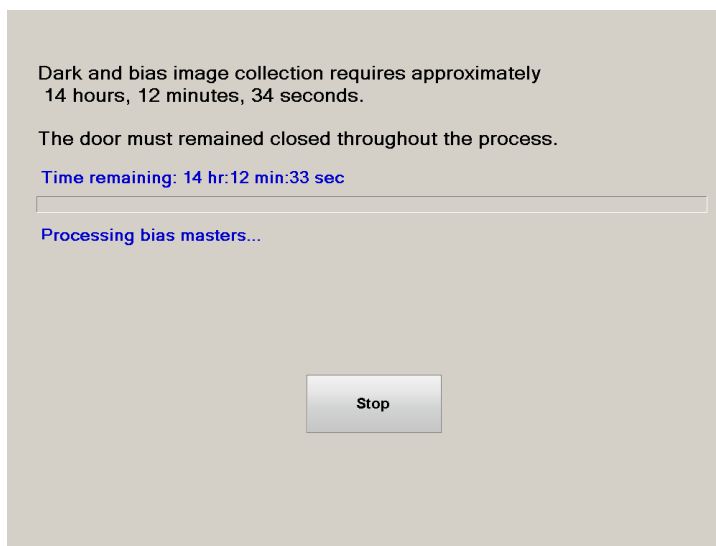 Dark and bias image collection requires approximately
14 hours, 12 minutes, 34 seconds.
The door must remained closed throughout the process.
Time remaining: 14 hr:12 min:33 sec
Processing bias masters...
Stop